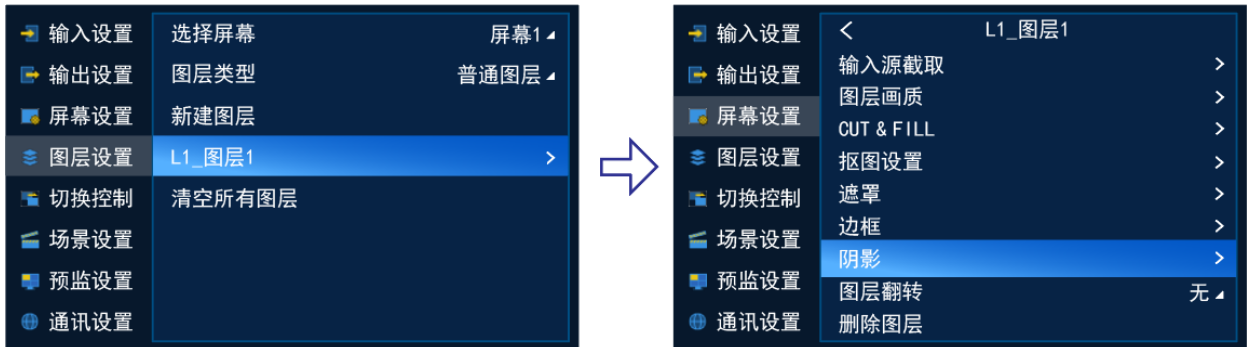 输入设置
输出设置
屏幕设置
图层设置
切换控制
场景设置
预监设置
通讯设置
选择屏幕 屏幕1
图层类型 普通图层
新建图层
L1_图层1 >
清空所有图层
输入设置
输出设置
屏幕设置
图层设置
切换控制
场景设置
预监设置
通讯设置
< L1_图层1
输入源截取 >
图层画质 >
CUT & FILL >
抠图设置 >
遮罩 >
边框 >
阴影 >
图层翻转 无
删除图层